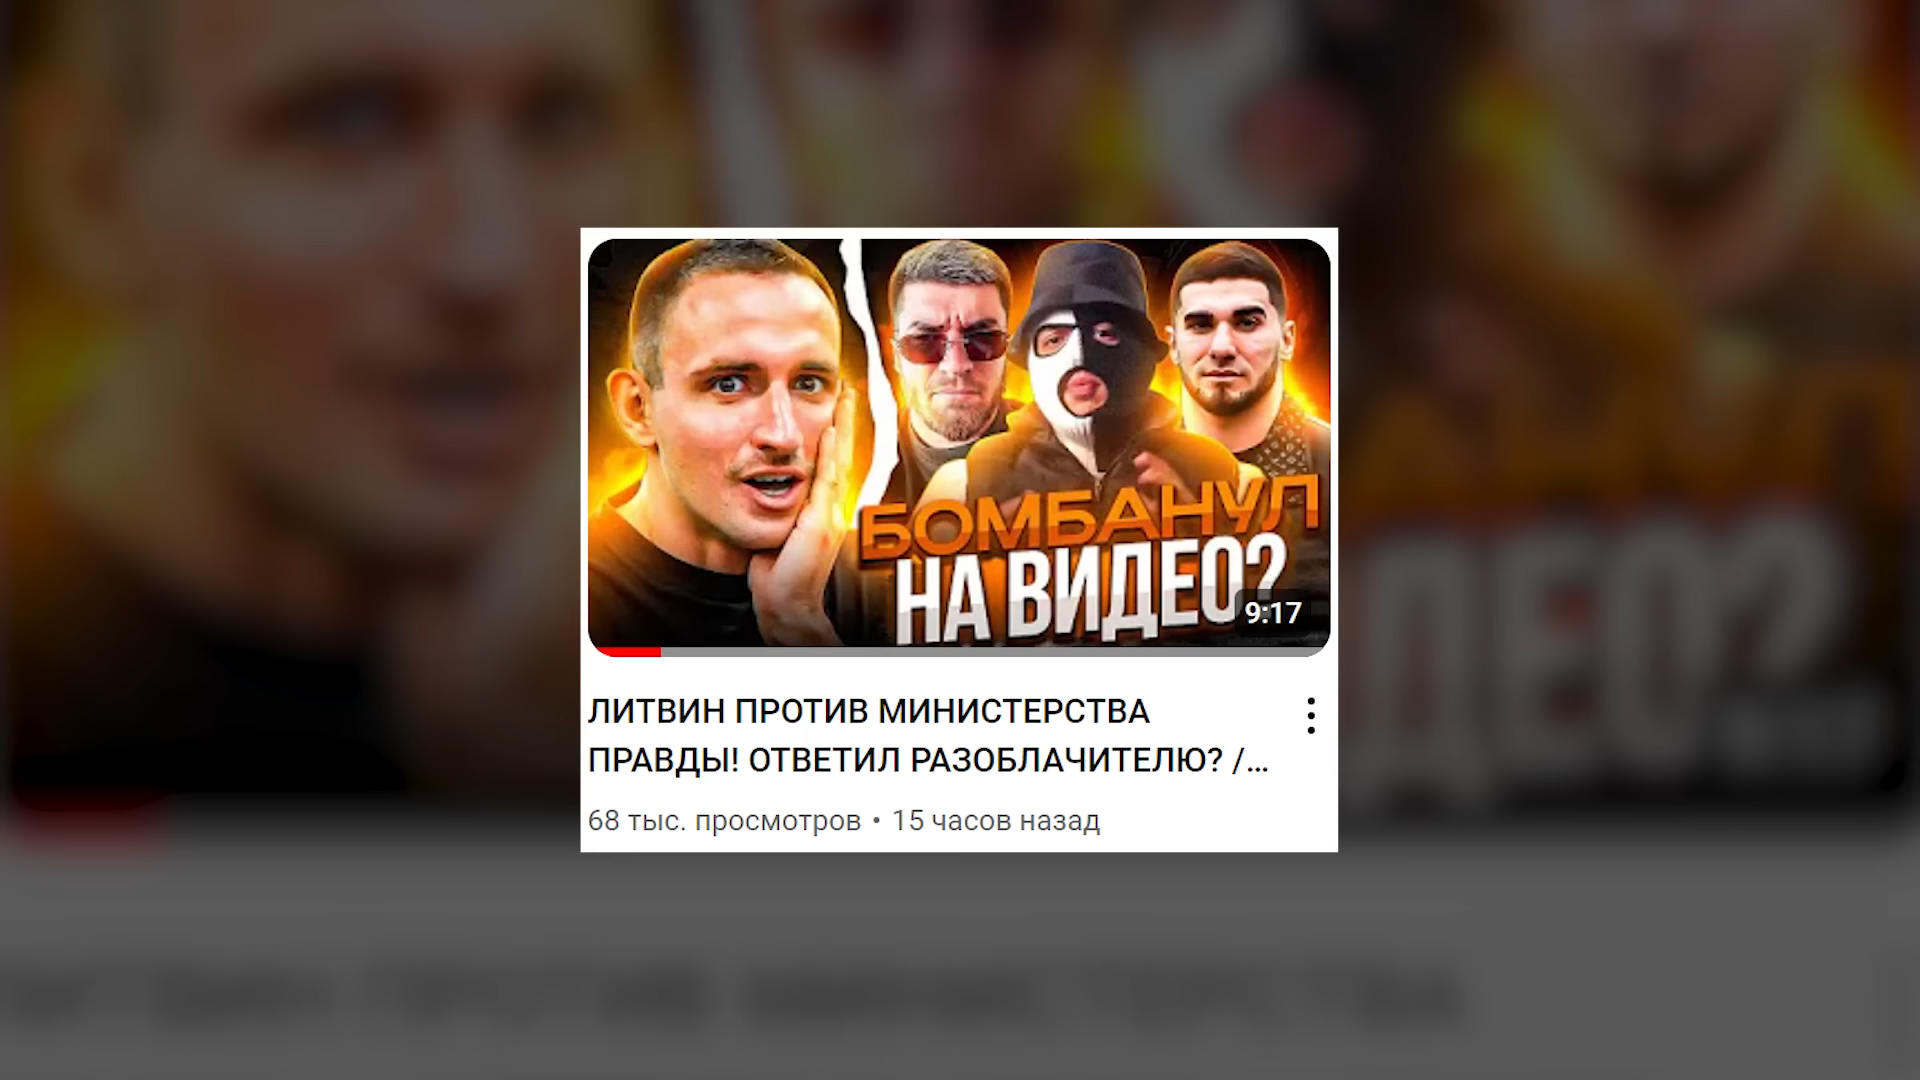 БОМБАНУЛ
НА ВИДЕО?
9:17
ЛИТВИН ПРОТИВ МИНИСТЕРСТВА
ПРАВДЫ! ОТВЕТИЛ РАЗОБЛАЧИТЕЛЮ? /...
68 тыс. просмотров • 15 часов назад